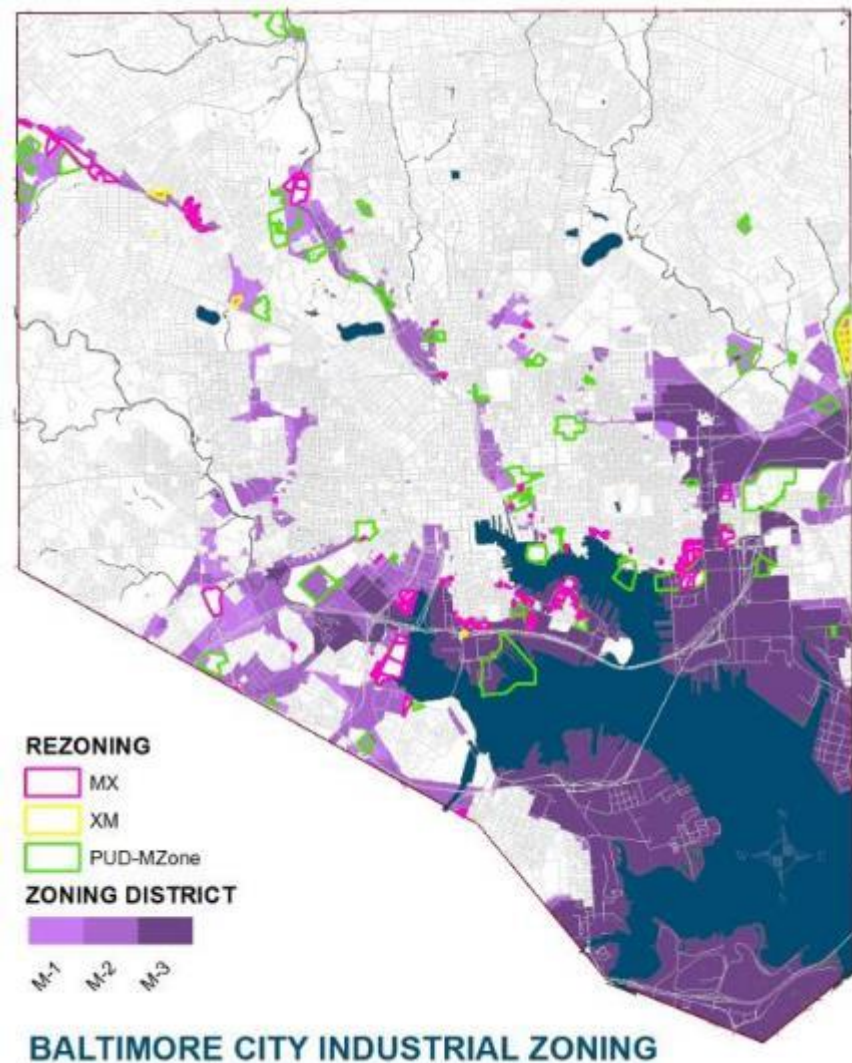 REZONING
MX
XM
PUD-MZone
ZONING DISTRICT
M-1 M-2 M-3
W E
BALTIMORE CITY INDUSTRIAL ZONING